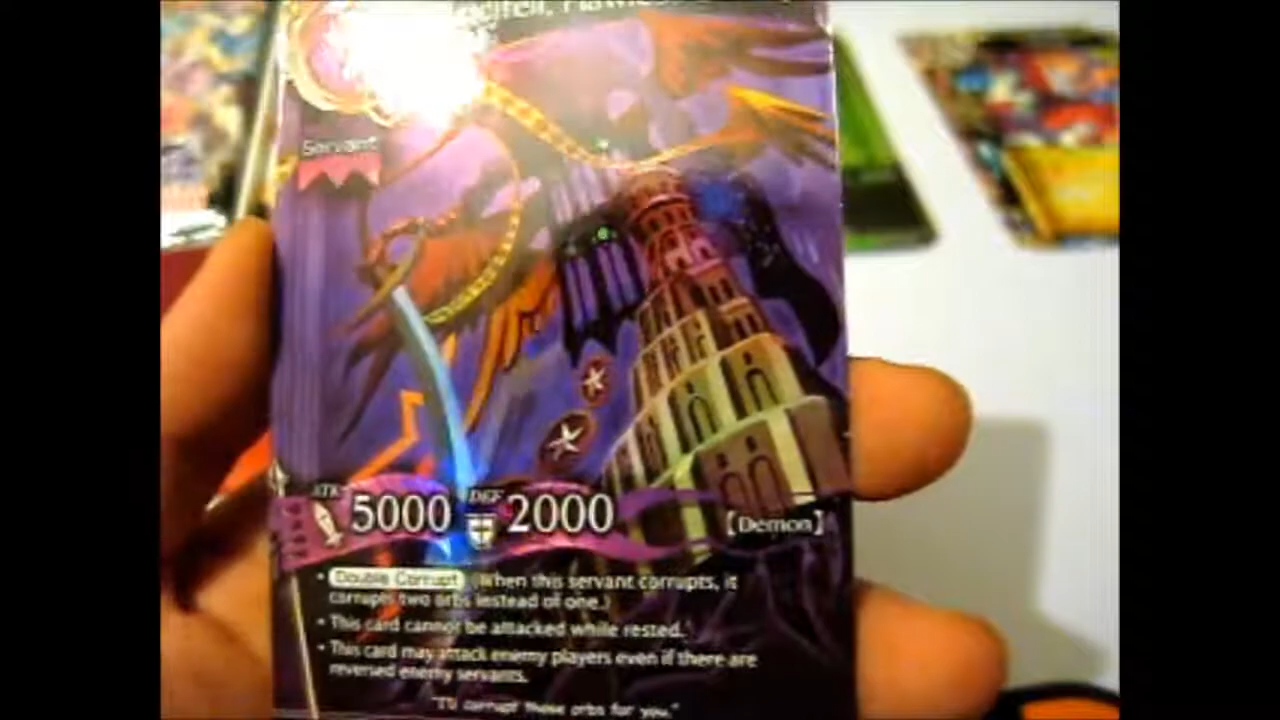 Servant
ATK 5000 DEF 2000 【Demon】
• Double Corrupt (When this servant corrupts, it
corrupts two orbs instead of one.)
• This card cannot be attacked while rested.
• This card may attack enemy players even if there are
reversed enemy servants.
"I'll corrupt those orbs for you."